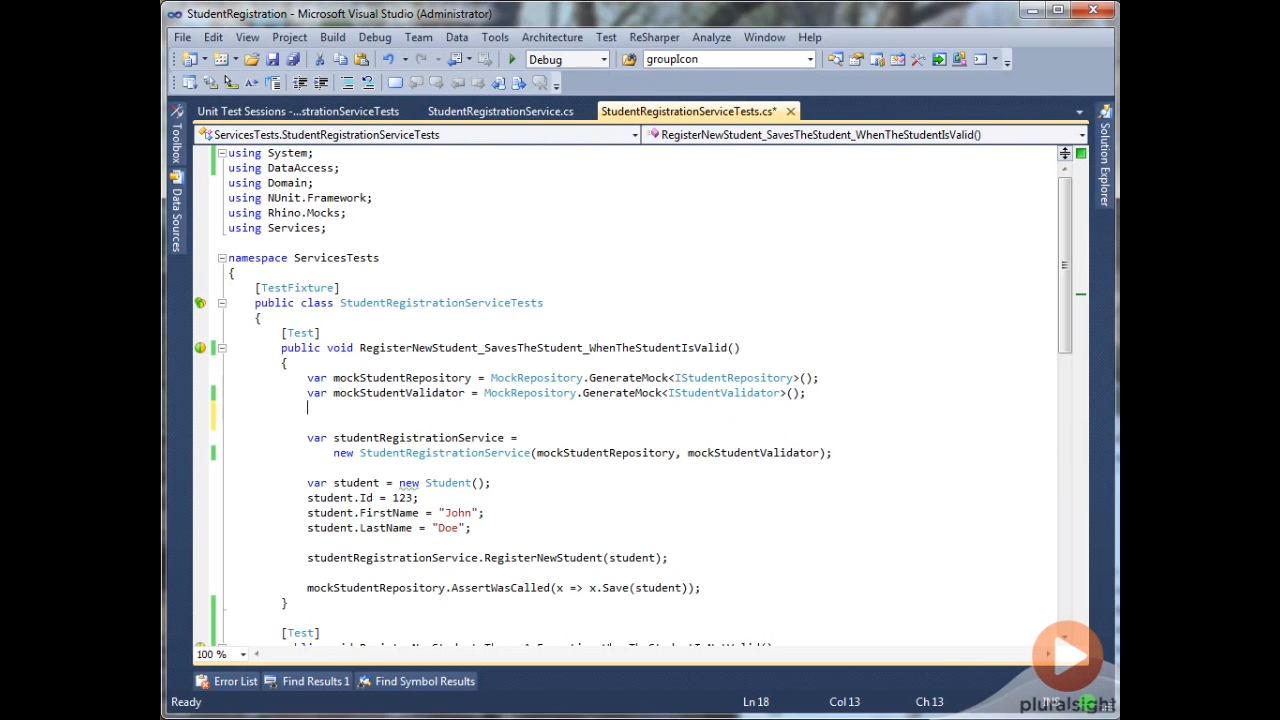 StudentRegistration - Microsoft Visual Studio (Administrator)
File Edit View Project Build Debug Team Data Tools Architecture Test ReSharper Analyze Window Help
Debug groupIcon
Unit Test Sessions -...strationServiceTests StudentRegistrationService.cs StudentRegistrationServiceTests.cs*
ServicesTests.StudentRegistrationServiceTests RegisterNewStudent_SavesTheStudent_WhenTheStudentIsValid()
Toolbox
Data Sources
Solution Explorer
using System;
using DataAccess;
using Domain;
using NUnit.Framework;
using Rhino.Mocks;
using Services;
namespace ServicesTests
{
[TestFixture]
public class StudentRegistrationServiceTests
{
[Test]
public void RegisterNewStudent_SavesTheStudent_WhenTheStudentIsValid()
{
var mockStudentRepository = MockRepository.GenerateMock<IStudentRepository>();
var mockStudentValidator = MockRepository.GenerateMock<IStudentValidator>();
var studentRegistrationService =
new StudentRegistrationService(mockStudentRepository, mockStudentValidator);
var student = new Student();
student.Id = 123;
student.FirstName = "John";
student.LastName = "Doe";
studentRegistrationService.RegisterNewStudent(student);
mockStudentRepository.AssertWasCalled(x => x.Save(student));
}
[Test]
100 %
Error List Find Results 1 Find Symbol Results
Ready Ln 18 Col 13 Ch 13 INS
pluralsight